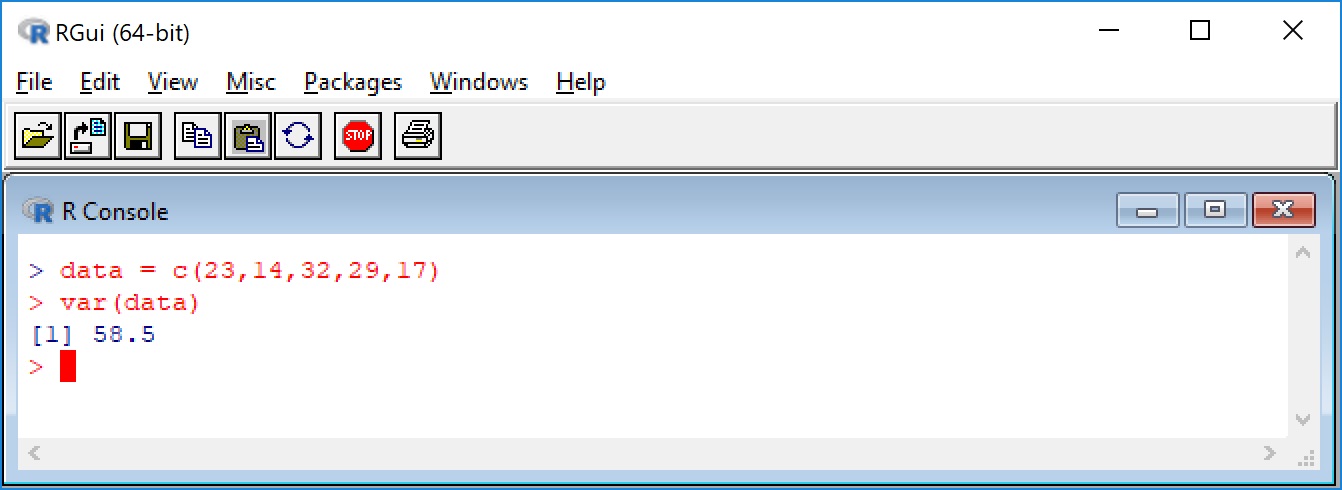 RGui (64-bit)
File Edit View Misc Packages Windows Help
STOP
R Console
> data = c(23,14,32,29,17)
> var(data)
[1] 58.5
>